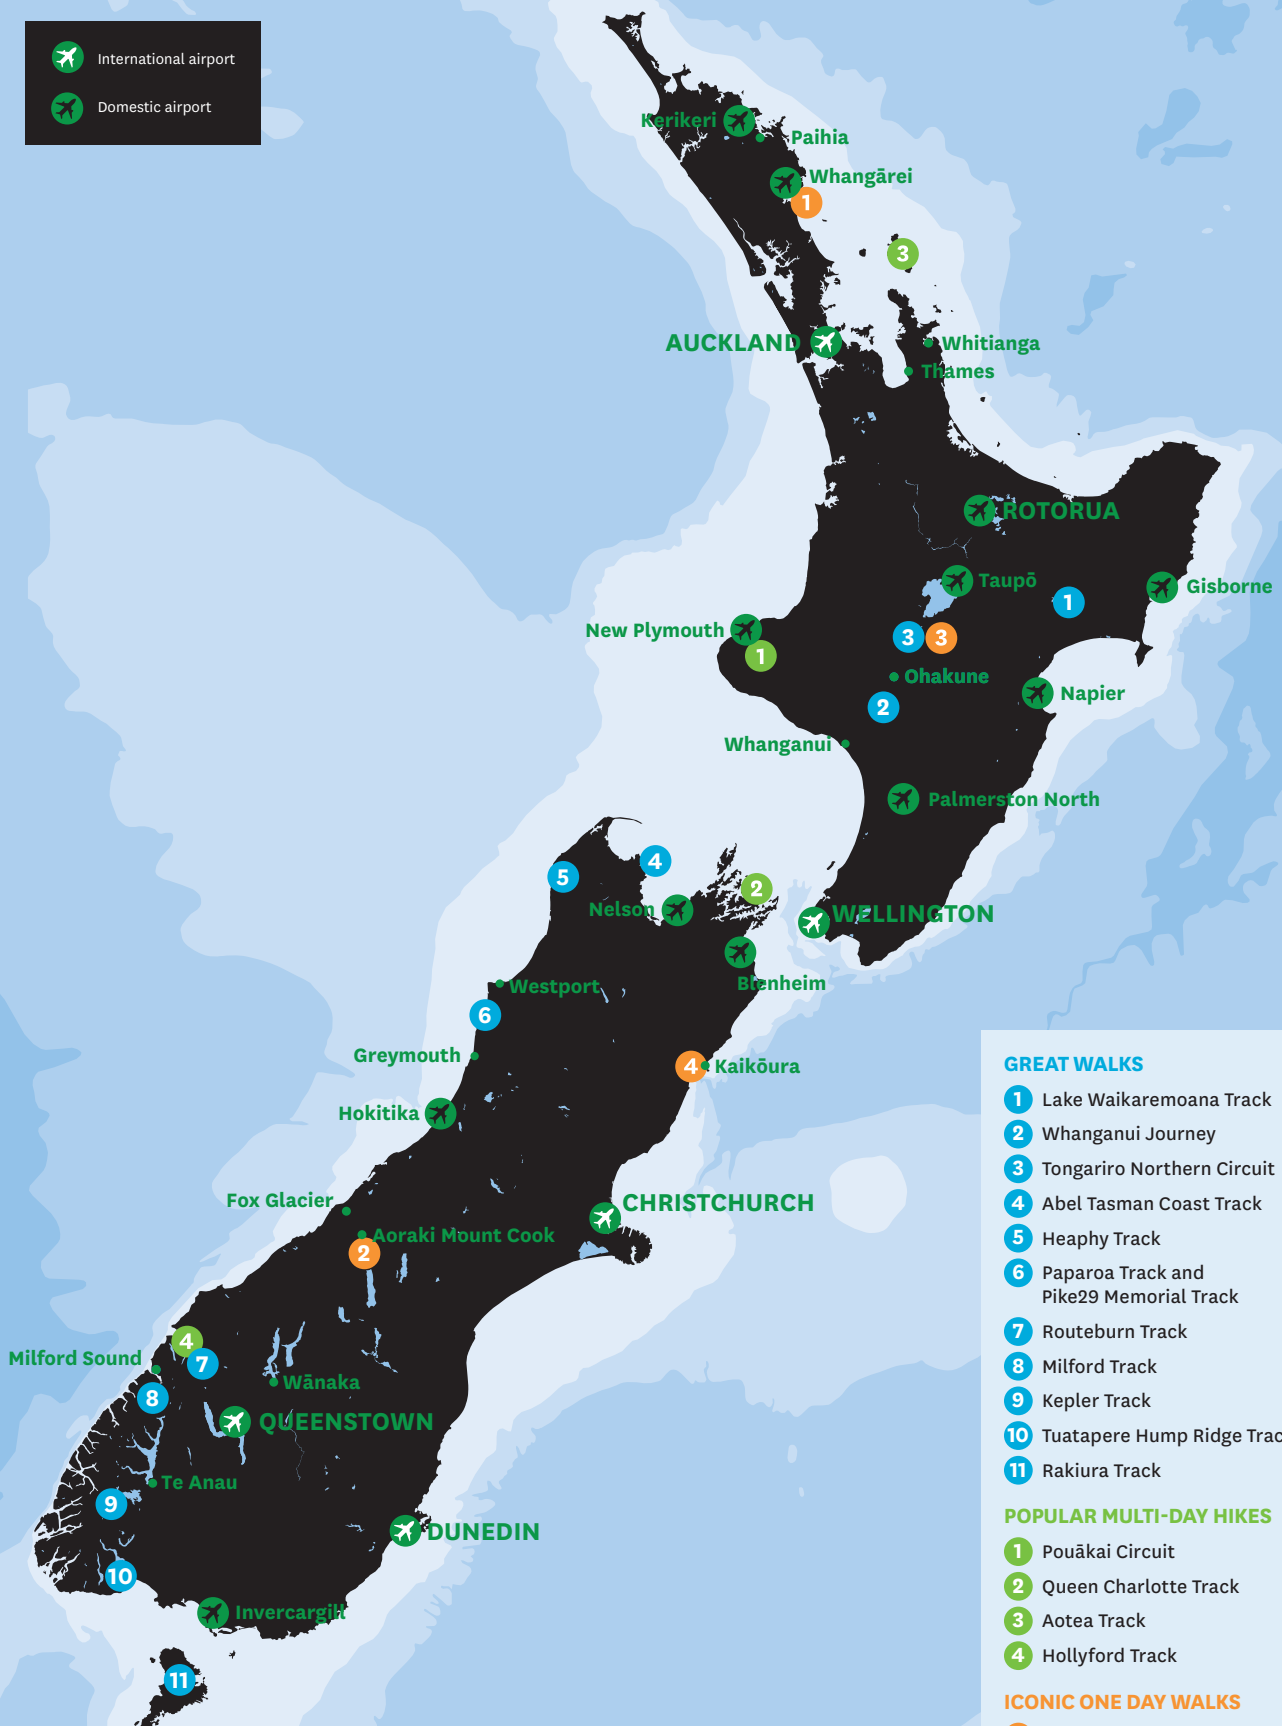 International airport
Domestic airport
Kerikeri
Paihia
Whangārei
1
3
AUCKLAND
Whitianga
Thames
ROTORUA
Taupō
Gisborne
1
New Plymouth
3
3
1
Ohakune
Napier
2
Whanganui
Palmerston North
4
5
2
Nelson
WELLINGTON
Blenheim
Westport
6
Greymouth
4
Kaikōura
Hokitika
Fox Glacier
CHRISTCHURCH
Aoraki Mount Cook
2
4
Milford Sound
7
Wānaka
8
QUEENSTOWN
Te Anau
9
DUNEDIN
10
Invercargill
11
GREAT WALKS
1 Lake Waikaremoana Track
2 Whanganui Journey
3 Tongariro Northern Circuit
4 Abel Tasman Coast Track
5 Heaphy Track
6 Paparoa Track and
Pike29 Memorial Track
7 Routeburn Track
8 Milford Track
9 Kepler Track
10 Tuatapere Hump Ridge Trac
11 Rakiura Track
POPULAR MULTI-DAY HIKES
1 Pouākai Circuit
2 Queen Charlotte Track
3 Aotea Track
4 Hollyford Track
ICONIC ONE DAY WALKS